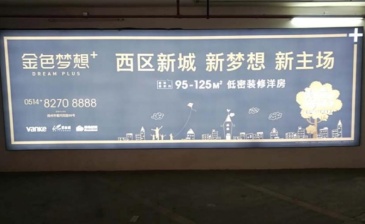 金色梦想+
DREAM PLUS
西区新城 新梦想 新主场
95-125㎡ 低密装修洋房
0514-8270 8888
vanke